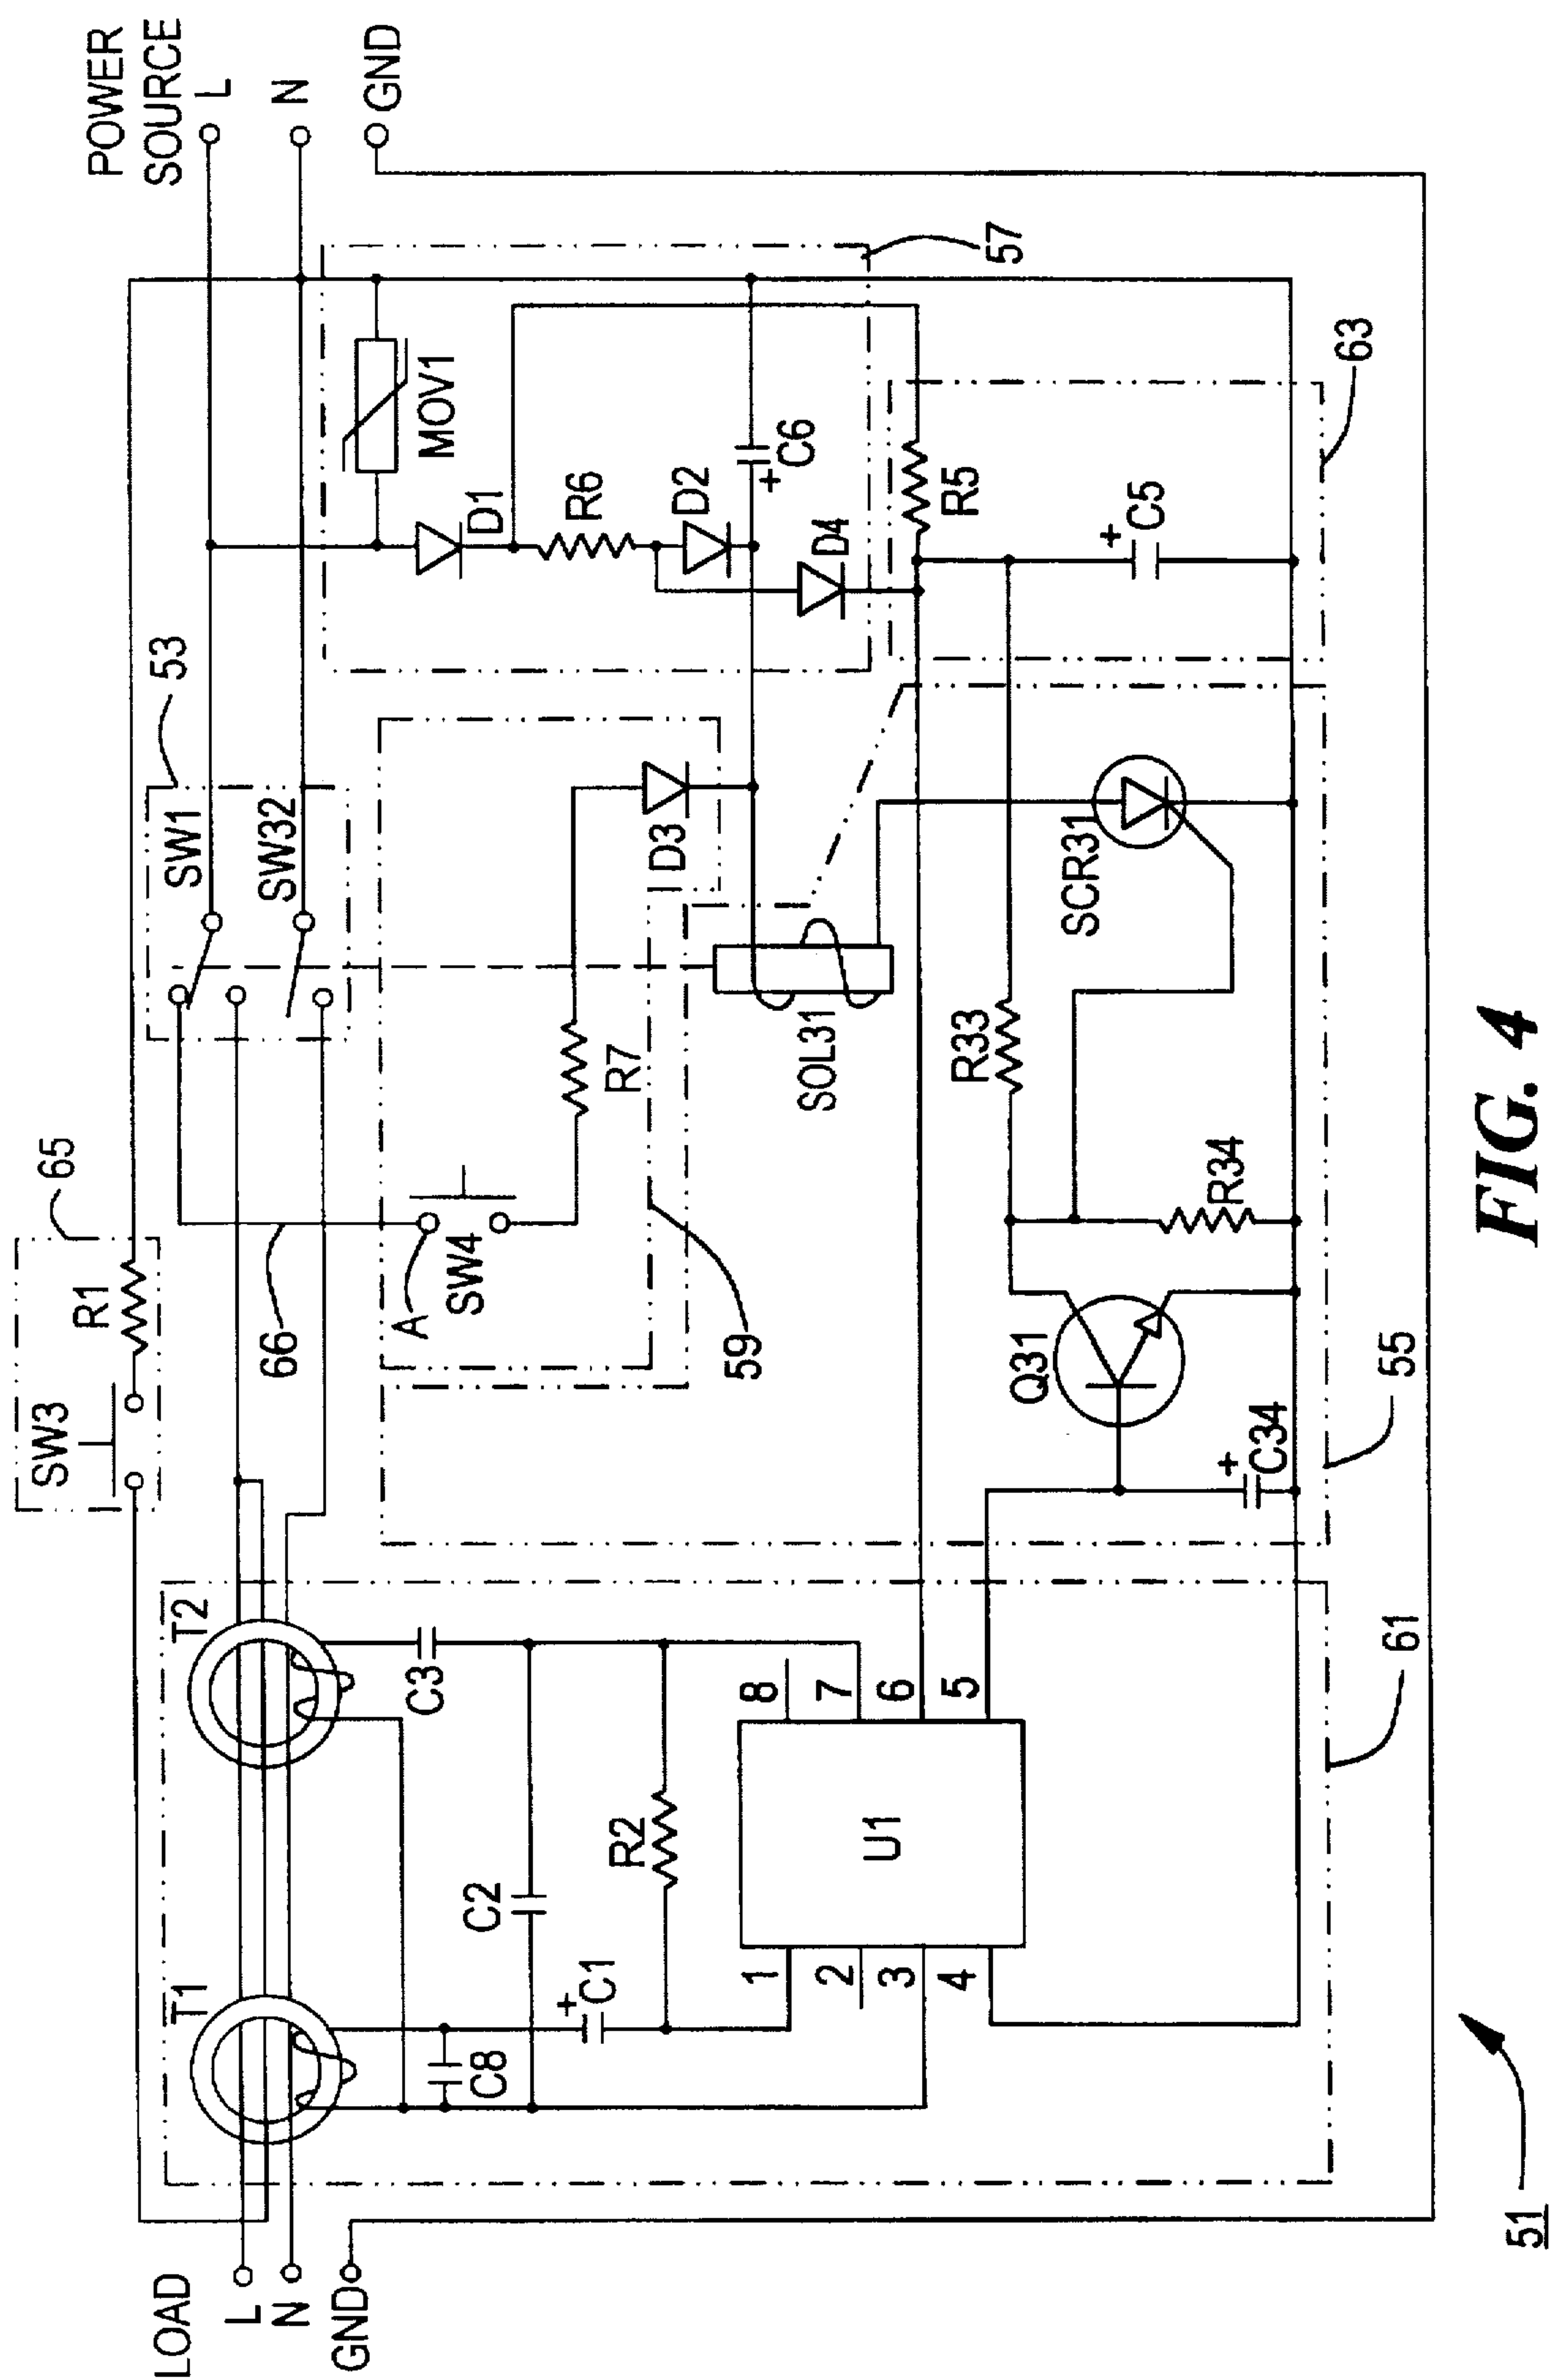 POWER
SOURCE
L
N
GND
57
63
MOV1
D1
R6
D2
C6
D4
R5
C5
53
SW1
SW32
D3
SCR31
65
R1
SW3
66
A
SW4
R7
SOL31
R33
R34
59
Q31
C34
55
T2
C3
T1
C2
R2
C8
C1
8
7
6
5
U1
1
2
3
4
61
LOAD
L
N
GND
51
FIG. 4